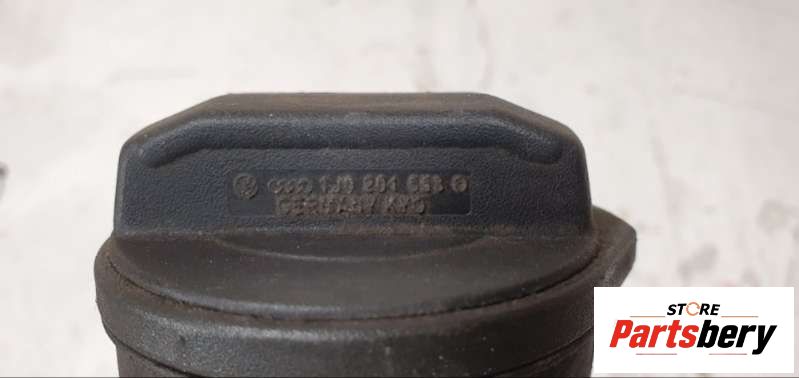 1J0 201 553
GERMANY
STORE
Partsbery